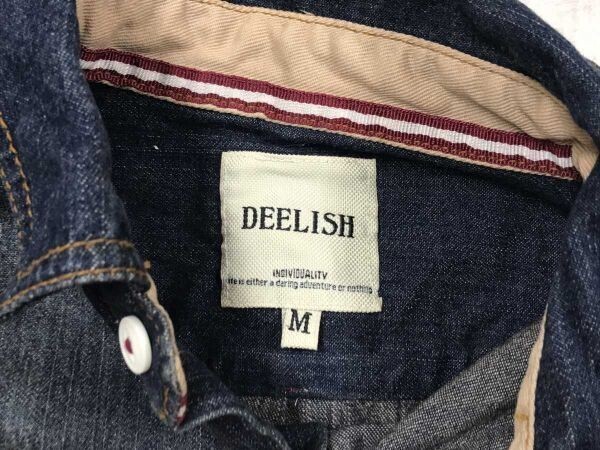 DEELISH
INDIVIDUALITY
life is either a daring adventure or nothing
M